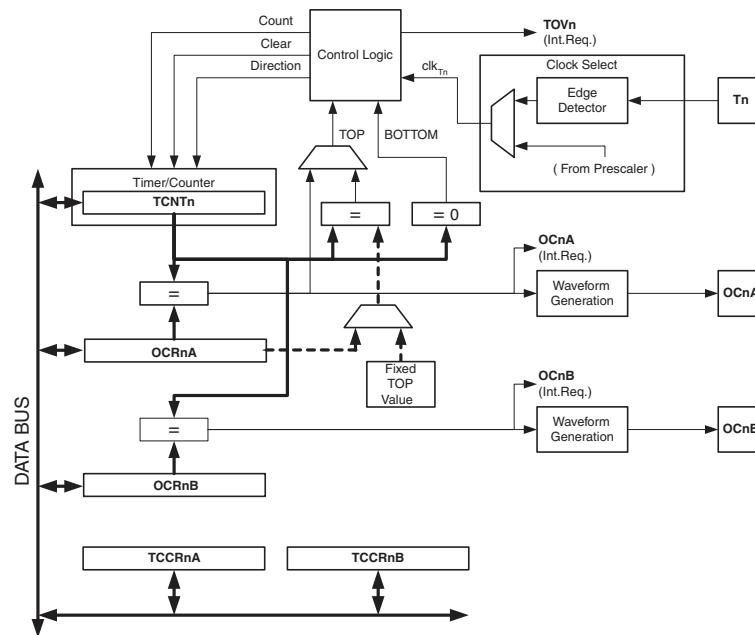 Count
Clear
Direction
Control Logic
TOVn
(Int.Req.)
clkTn
Clock Select
Edge
Detector
Tn
( From Prescaler )
TOP
BOTTOM
Timer/Counter
TCNTn
=
= 0
OCnA
(Int.Req.)
=
Waveform
Generation
OCnA
OCRnA
Fixed
TOP
Value
OCnB
(Int.Req.)
=
Waveform
Generation
OCnB
OCRnB
DATA BUS
TCCRnA
TCCRnB